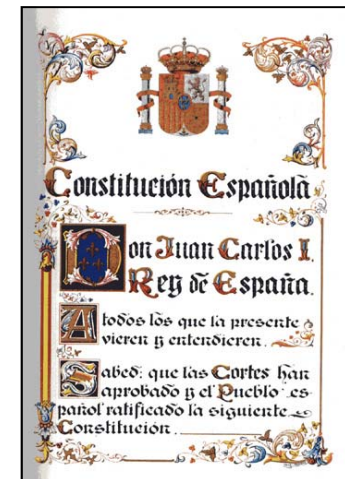 Constitución Española
Don Juan Carlos I,
Rey de España.
A todos los que la presente
vieren y entendieren.
Sabed: que las Cortes han
aprobado y el Pueblo es-
pañol ratificado la siguiente
Constitución.